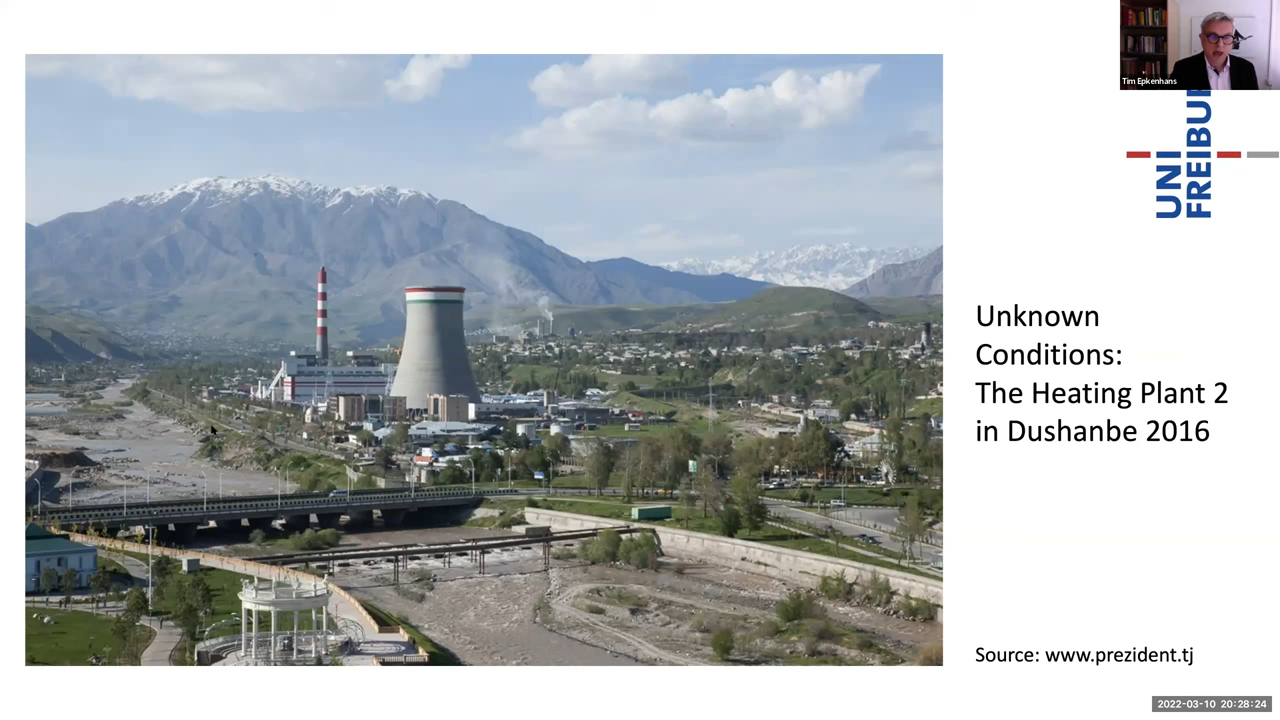 Tim Epkenhans
UNI
FREIBU
Unknown
Conditions:
The Heating Plant 2
in Dushanbe 2016
Source: www.prezident.tj
2022-03-10 20:28:24